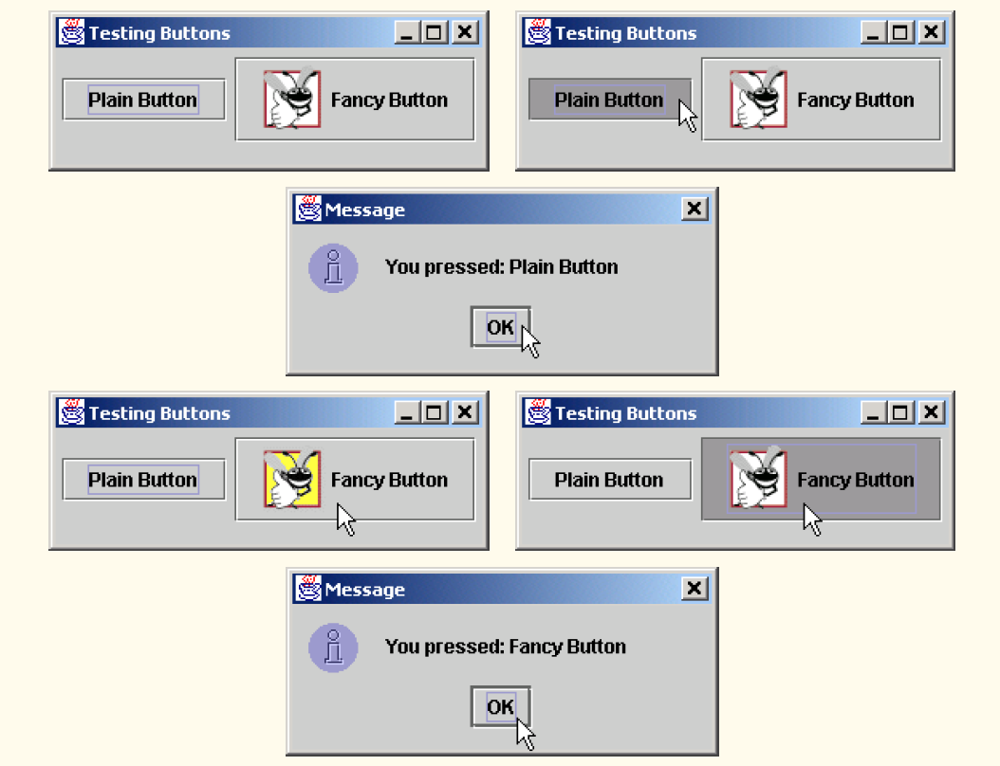 Testing Buttons
Plain Button
Fancy Button
Testing Buttons
Plain Button
Fancy Button
Message
You pressed: Plain Button
OK
Testing Buttons
Plain Button
Fancy Button
Testing Buttons
Plain Button
Fancy Button
Message
You pressed: Fancy Button
OK